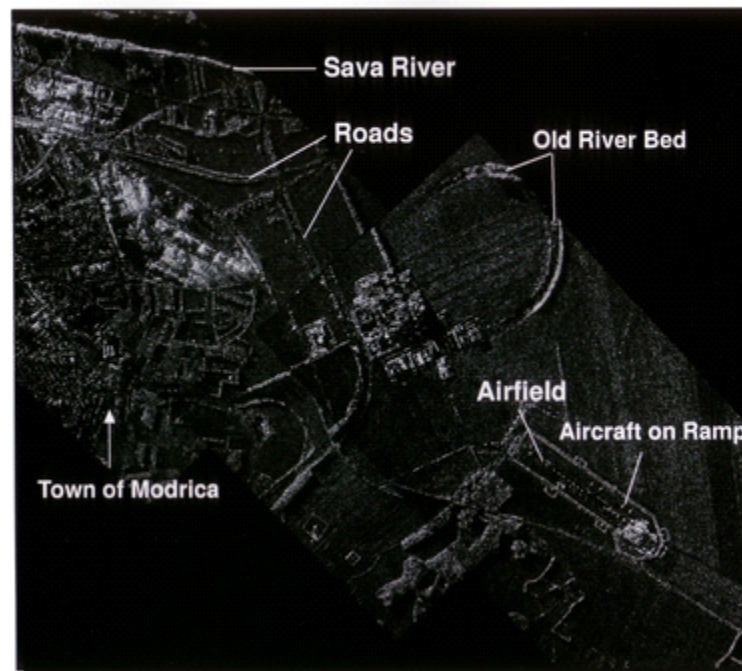 Sava River
Roads
Old River Bed
Airfield
Aircraft on Ramp
Town of Modrica